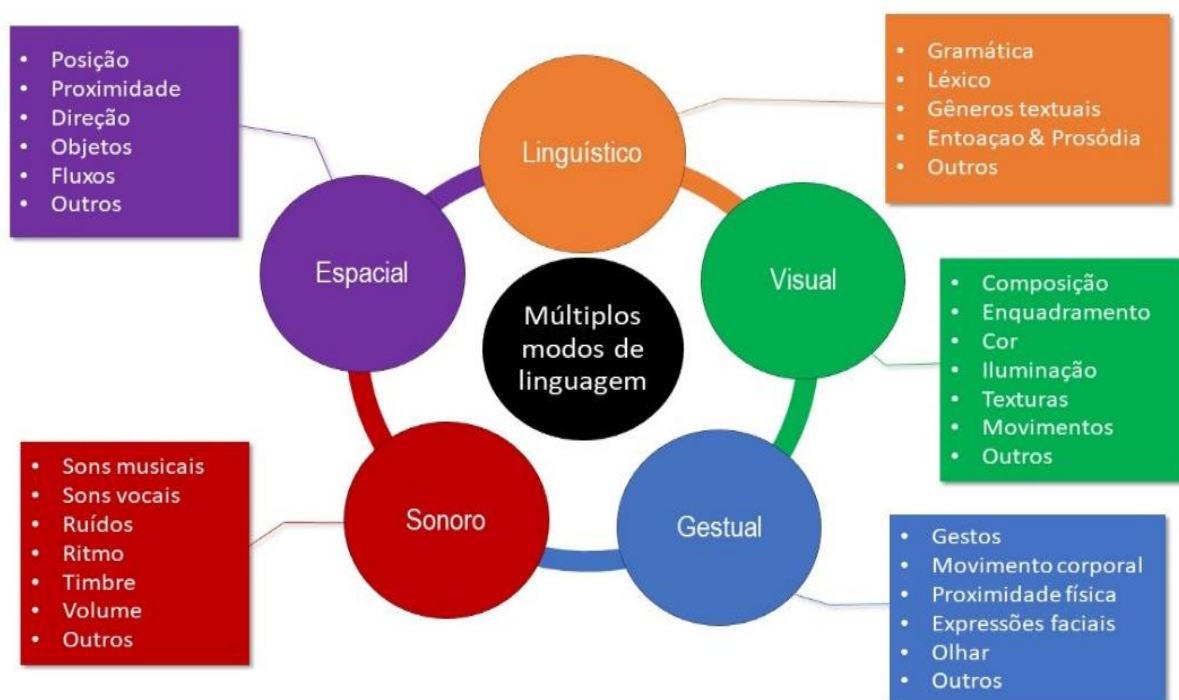 • Posição
• Proximidade
• Direção
• Objetos
• Fluxos
• Outros
Linguístico
• Gramática
• Léxico
• Gêneros textuais
• Entoaçao & Prosódia
• Outros
Espacial
Múltiplos
modos de
linguagem
Visual
• Composição
• Enquadramento
• Cor
• Iluminação
• Texturas
• Movimentos
• Outros
• Sons musicais
• Sons vocais
• Ruídos
• Ritmo
• Timbre
• Volume
• Outros
Sonoro
Gestual
• Gestos
• Movimento corporal
• Proximidade física
• Expressões faciais
• Olhar
• Outros